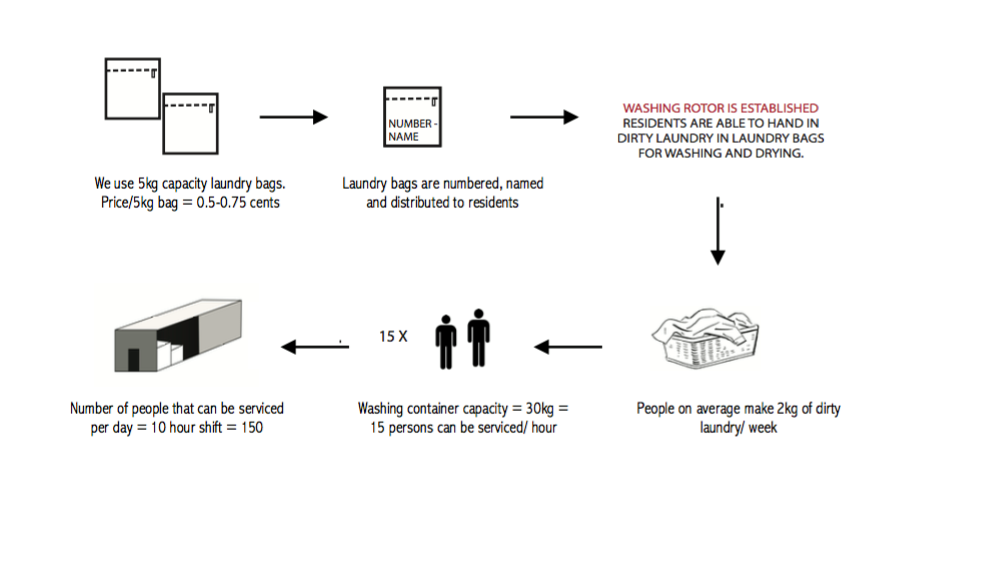 We use 5kg capacity laundry bags.
Price/5kg bag = 0.5-0.75 cents
NUMBER -
NAME
Laundry bags are numbered, named
and distributed to residents
WASHING ROTOR IS ESTABLISHED
RESIDENTS ARE ABLE TO HAND IN
DIRTY LAUNDRY IN LAUNDRY BAGS
FOR WASHING AND DRYING.
People on average make 2kg of dirty
laundry/ week
15 X
Washing container capacity = 30kg =
15 persons can be serviced/ hour
Number of people that can be serviced
per day = 10 hour shift = 150